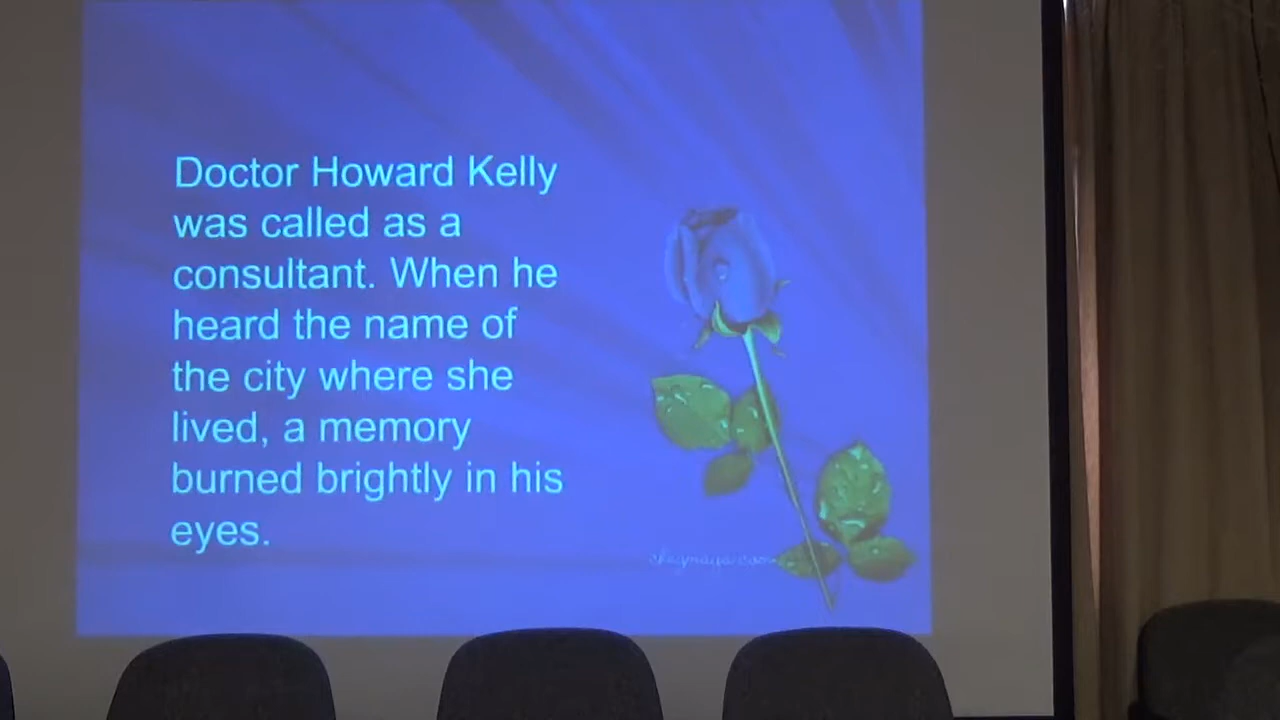 Doctor Howard Kelly
was called as a
consultant. When he
heard the name of
the city where she
lived, a memory
burned brightly in his
eyes.